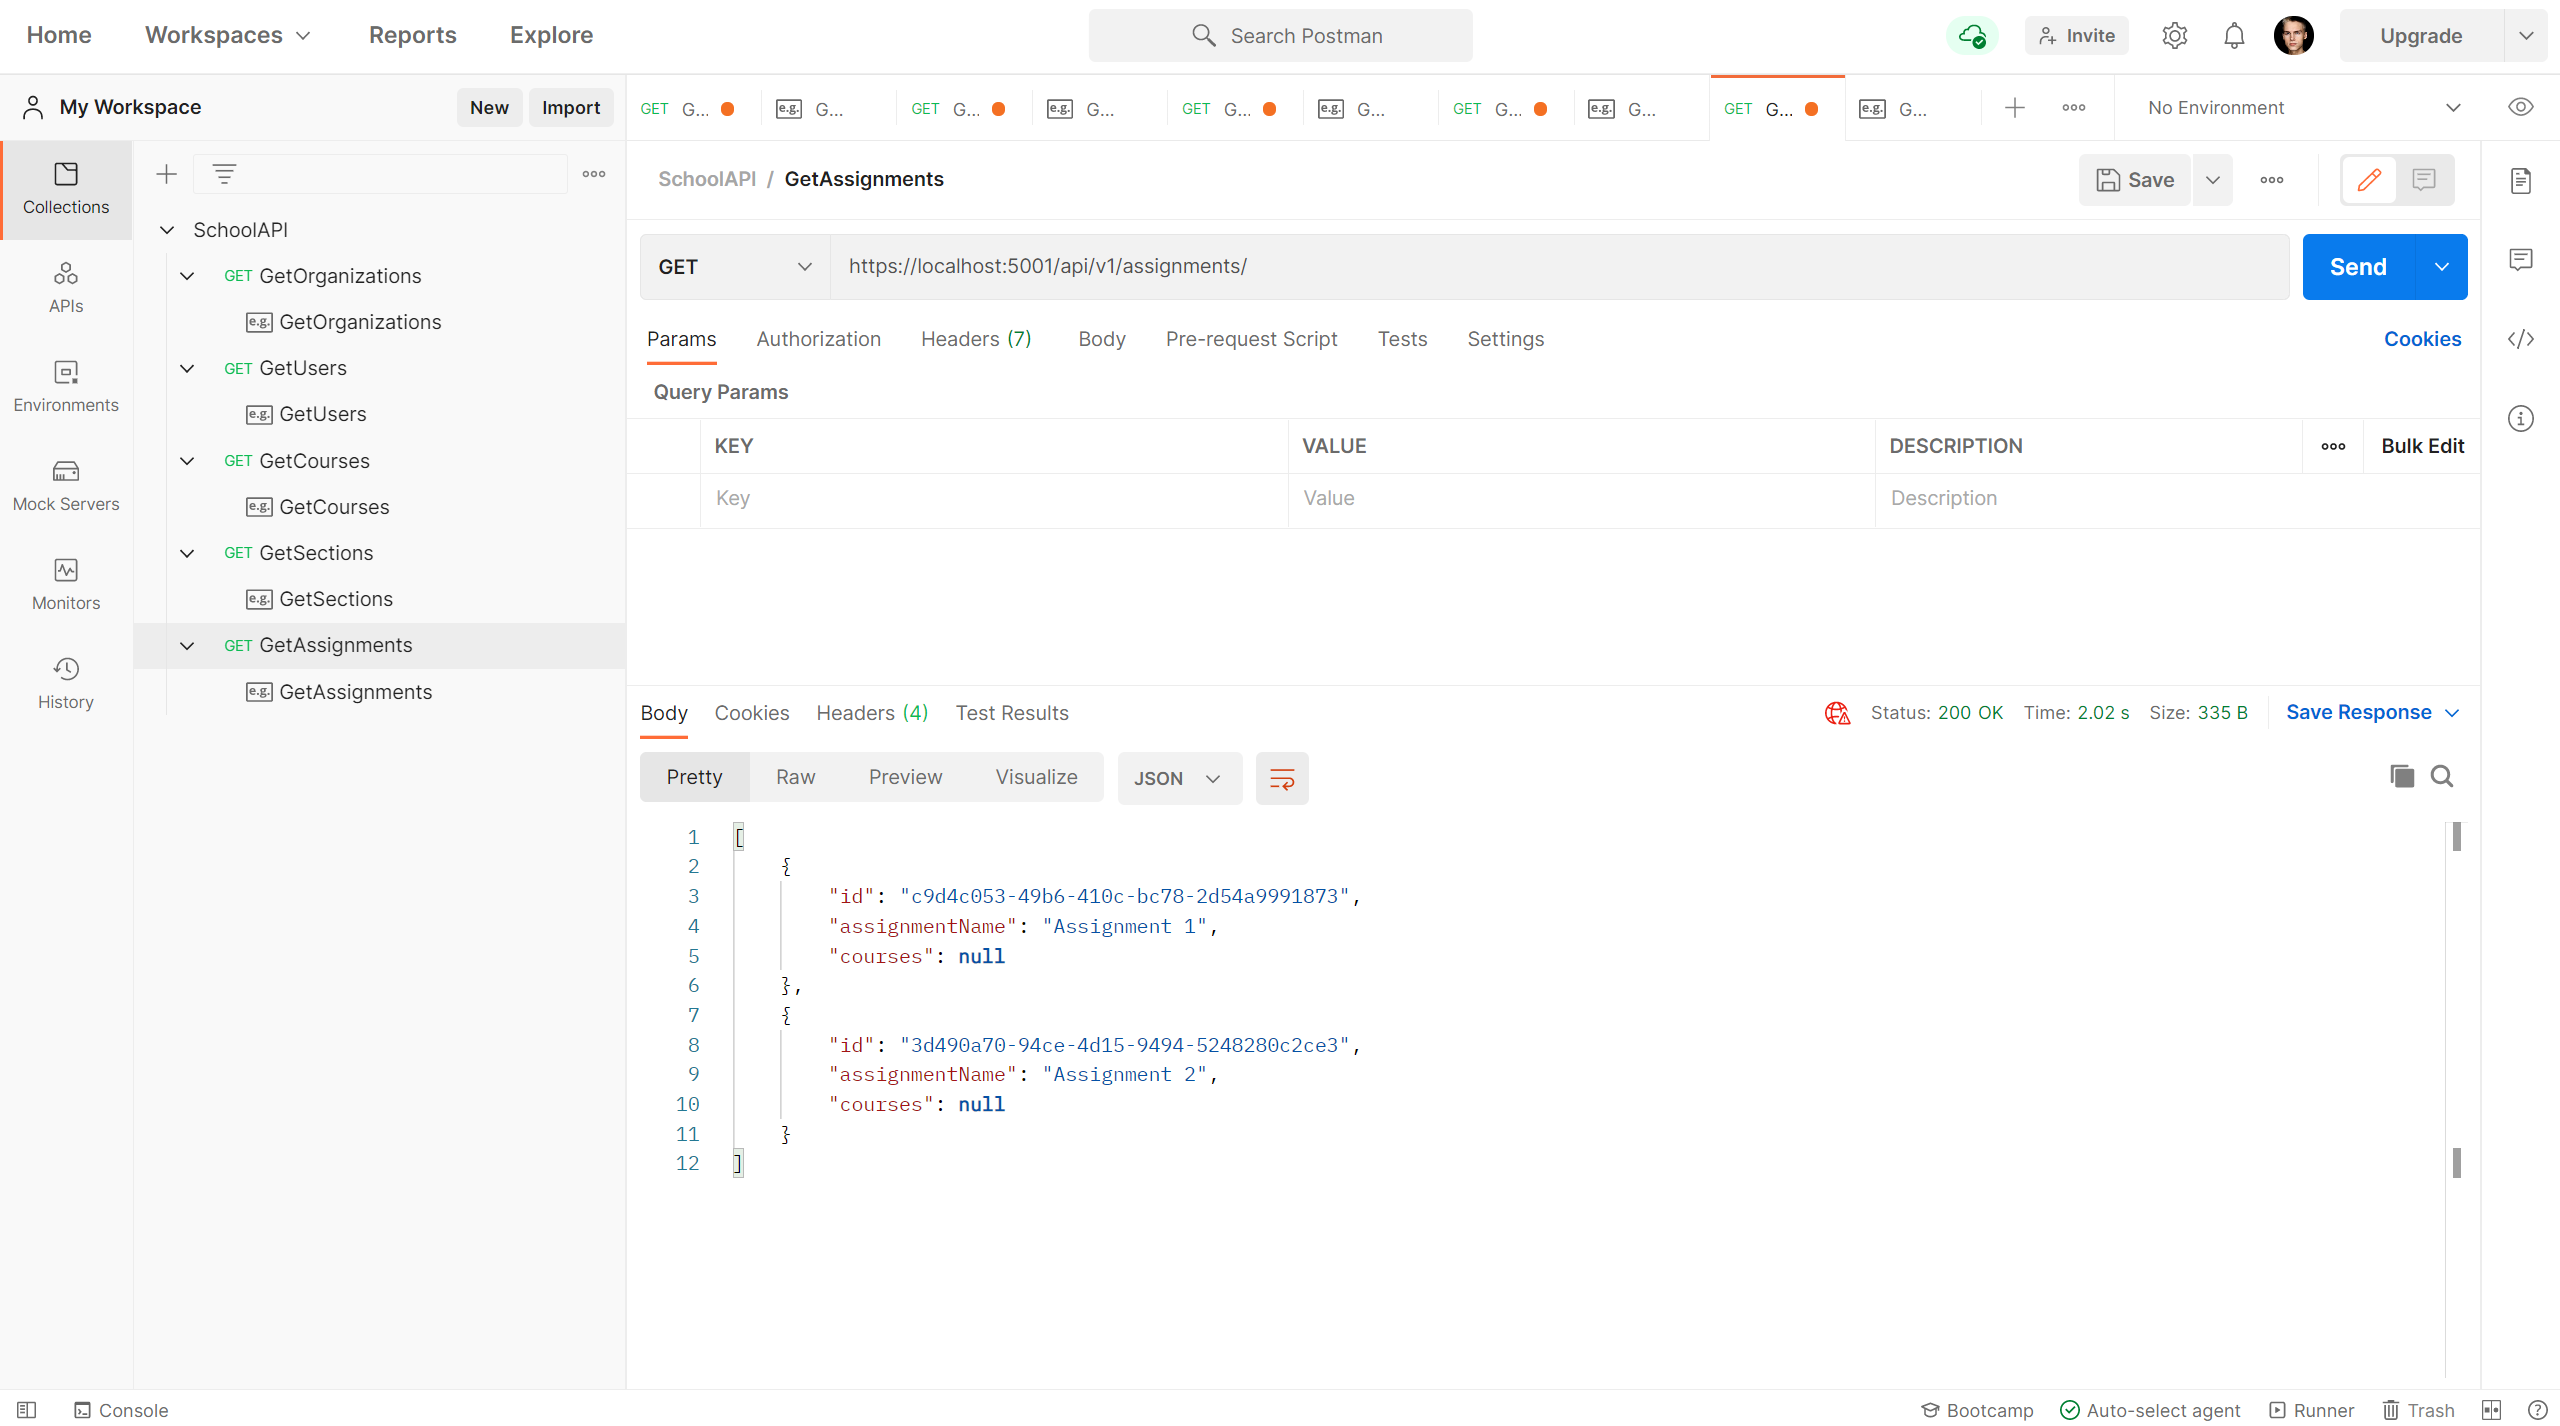 Home Workspaces Reports Explore Search Postman Invite Upgrade
My Workspace New Import
GET G... e.g. G... GET G... e.g. G... GET G... e.g. G... GET G... e.g. G... GET G... e.g. G... No Environment
Collections
APIs
Environments
Mock Servers
Monitors
History
SchoolAPI
GET GetOrganizations
e.g. GetOrganizations
GET GetUsers
e.g. GetUsers
GET GetCourses
e.g. GetCourses
GET GetSections
e.g. GetSections
GET GetAssignments
e.g. GetAssignments
SchoolAPI / GetAssignments Save
GET https://localhost:5001/api/v1/assignments/ Send
Params Authorization Headers (7) Body Pre-request Script Tests Settings Cookies
Query Params
KEY VALUE DESCRIPTION Bulk Edit
Key Value Description
Body Cookies Headers (4) Test Results Status: 200 OK Time: 2.02 s Size: 335 B Save Response
Pretty Raw Preview Visualize JSON
1 [
2 {
3 "id": "c9d4c053-49b6-410c-bc78-2d54a9991873",
4 "assignmentName": "Assignment 1",
5 "courses": null
6 },
7 {
8 "id": "3d490a70-94ce-4d15-9494-5248280c2ce3",
9 "assignmentName": "Assignment 2",
10 "courses": null
11 }
12 ]
Console Bootcamp Auto-select agent Runner Trash